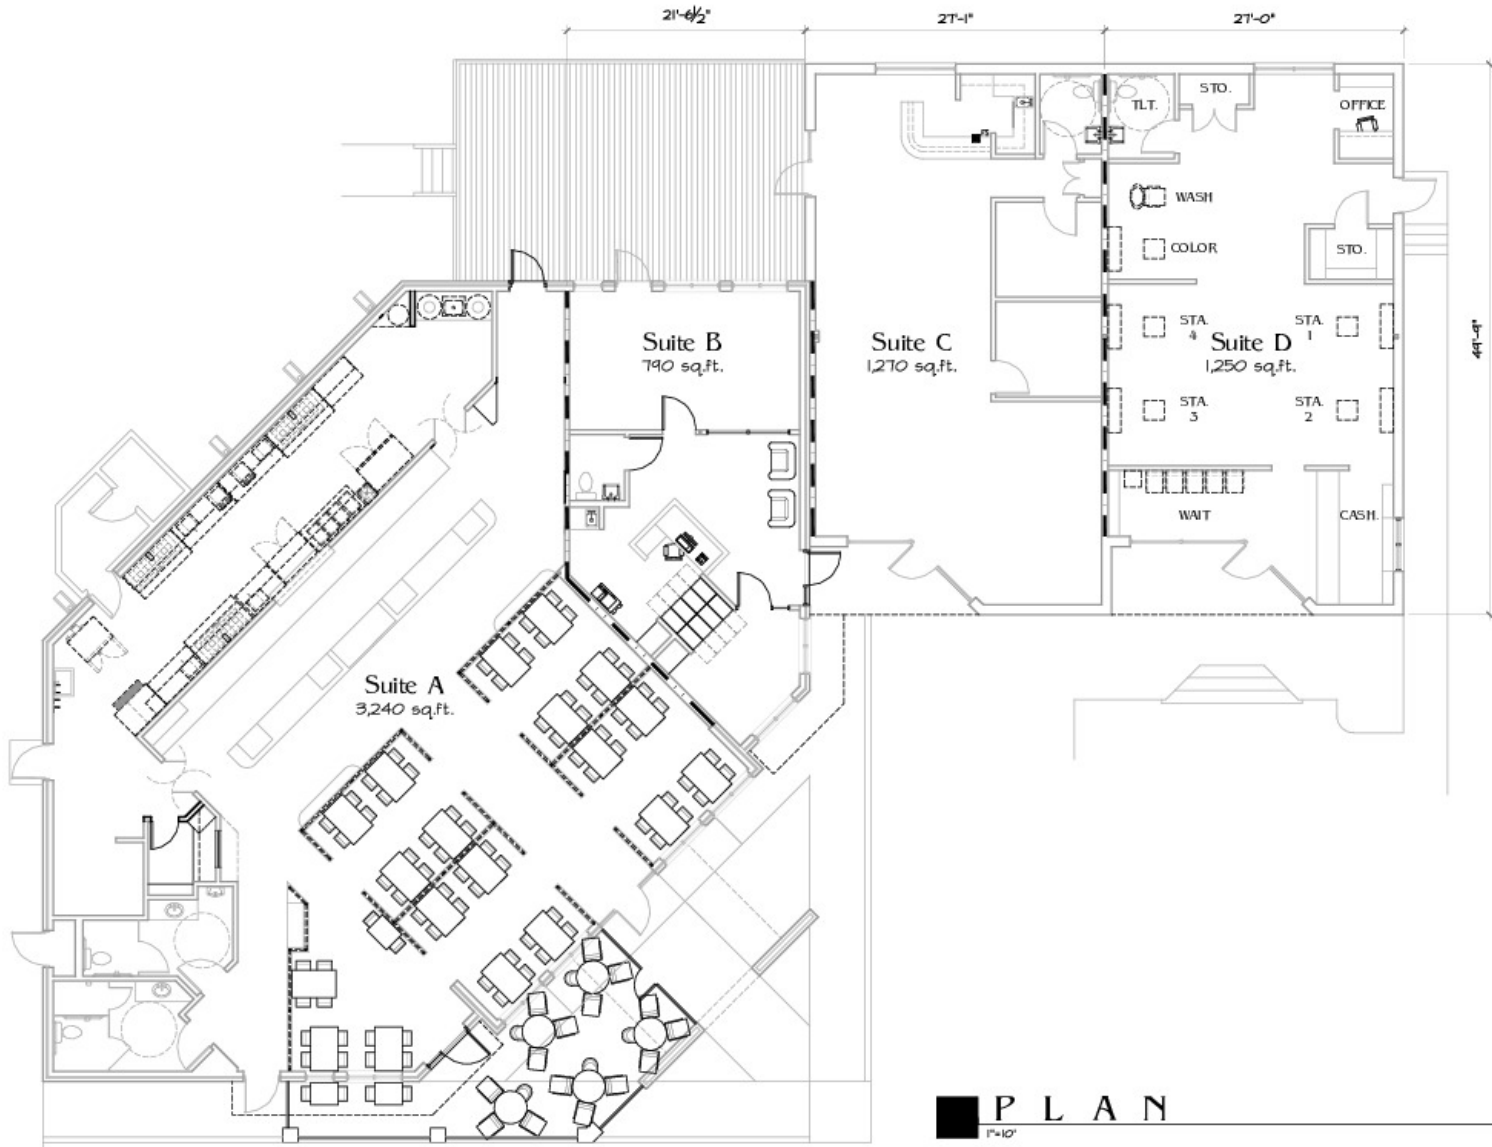 21'-6½"
27'-1"
27'-0"
STO.
TLT.
OFFICE
WASH
COLOR
STO.
Suite B
790 sq.ft.
Suite C
1,270 sq.ft.
STA.
4
STA.
1
Suite D
1,250 sq.ft.
49'-9"
STA.
3
STA.
2
WAIT
CASH.
Suite A
3,240 sq.ft.
PLAN
1"=10'